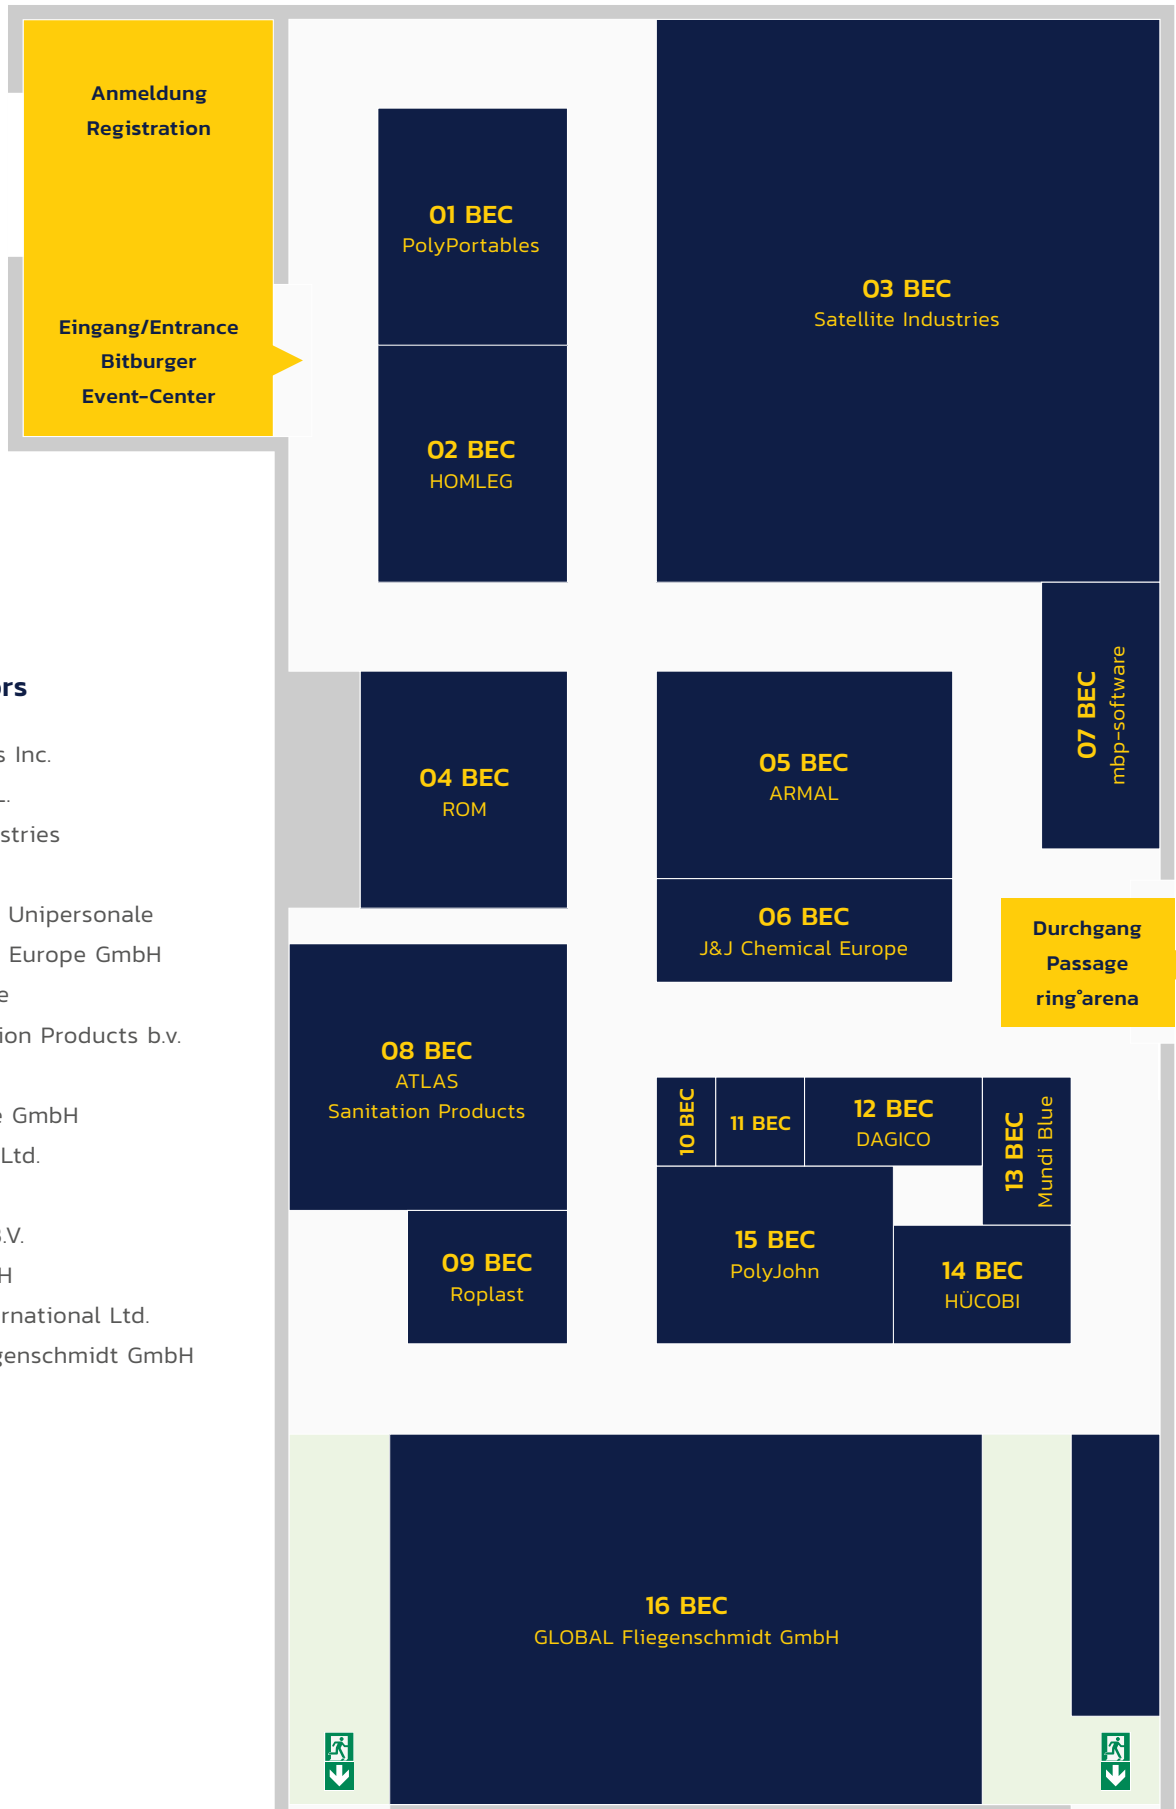 Anmeldung
Registration
Eingang/Entrance
Bitburger
Event-Center
01 BEC
PolyPortables
02 BEC
HOMLEG
03 BEC
Satellite Industries
04 BEC
ROM
05 BEC
ARMAL
06 BEC
J&J Chemical Europe
07 BEC
mbp-software
Durchgang
Passage
ring°arena
08 BEC
ATLAS
Sanitation Products
09 BEC
Roplast
10 BEC
11 BEC
12 BEC
DAGICO
13 BEC
Mundi Blue
15 BEC
PolyJohn
14 BEC
HÜCOBI
16 BEC
GLOBAL Fliegenschmidt GmbH
Inc.
Unipersonale
Europe GmbH
Products b.v.
GmbH
Ltd.
Ltd.
GmbH